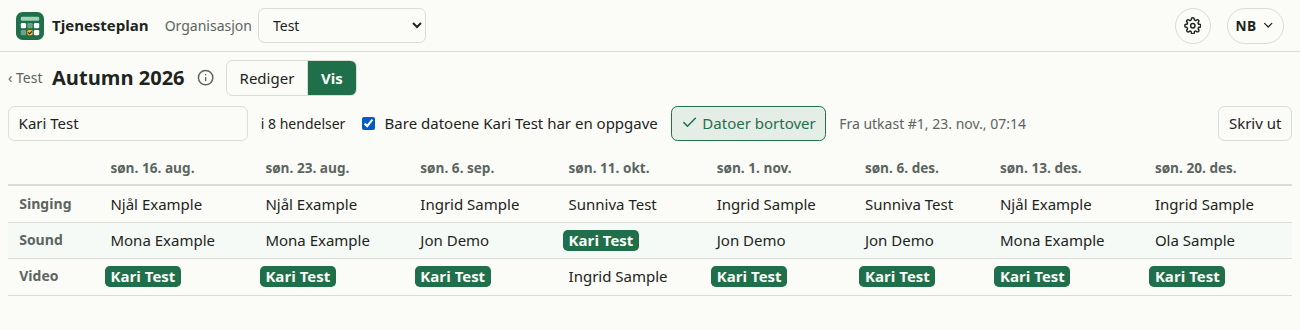 Tjenesteplan Organisasjon Test NB
‹ Test Autumn 2026 Rediger Vis
Kari Test i 8 hendelser Bare datoene Kari Test har en oppgave Datoer bortover Fra utkast #1, 23. nov., 07:14 Skriv ut
søn. 16. aug. søn. 23. aug. søn. 6. sep. søn. 11. okt. søn. 1. nov. søn. 6. des. søn. 13. des. søn. 20. des.
Singing Njål Example Njål Example Ingrid Sample Sunniva Test Ingrid Sample Sunniva Test Njål Example Ingrid Sample
Sound Mona Example Mona Example Jon Demo Kari Test Jon Demo Jon Demo Mona Example Ola Sample
Video Kari Test Kari Test Kari Test Ingrid Sample Kari Test Kari Test Kari Test Kari Test